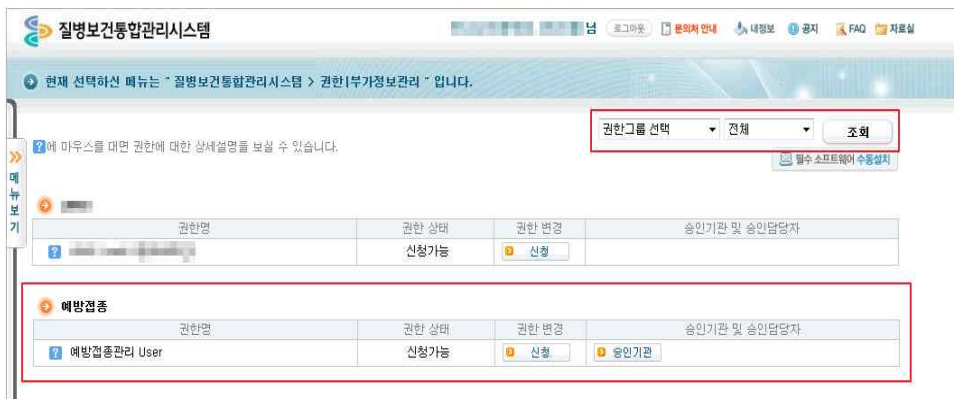 질병보건통합관리시스템
님 로그아웃 문의처 안내 내정보 공지 FAQ 자료실
현재 선택하신 메뉴는 " 질병보건통합관리시스템 > 권한|부가정보관리 " 입니다.
권한그룹 선택 전체 조회
?에 마우스를 대면 권한에 대한 상세설명을 보실 수 있습니다.
필수 소프트웨어 수동설치
메뉴보기
권한명 권한 상태 권한 변경 승인기관 및 승인담당자
? 신청가능 신청
예방접종
권한명 권한 상태 권한 변경 승인기관 및 승인담당자
? 예방접종관리 User 신청가능 신청 승인기관